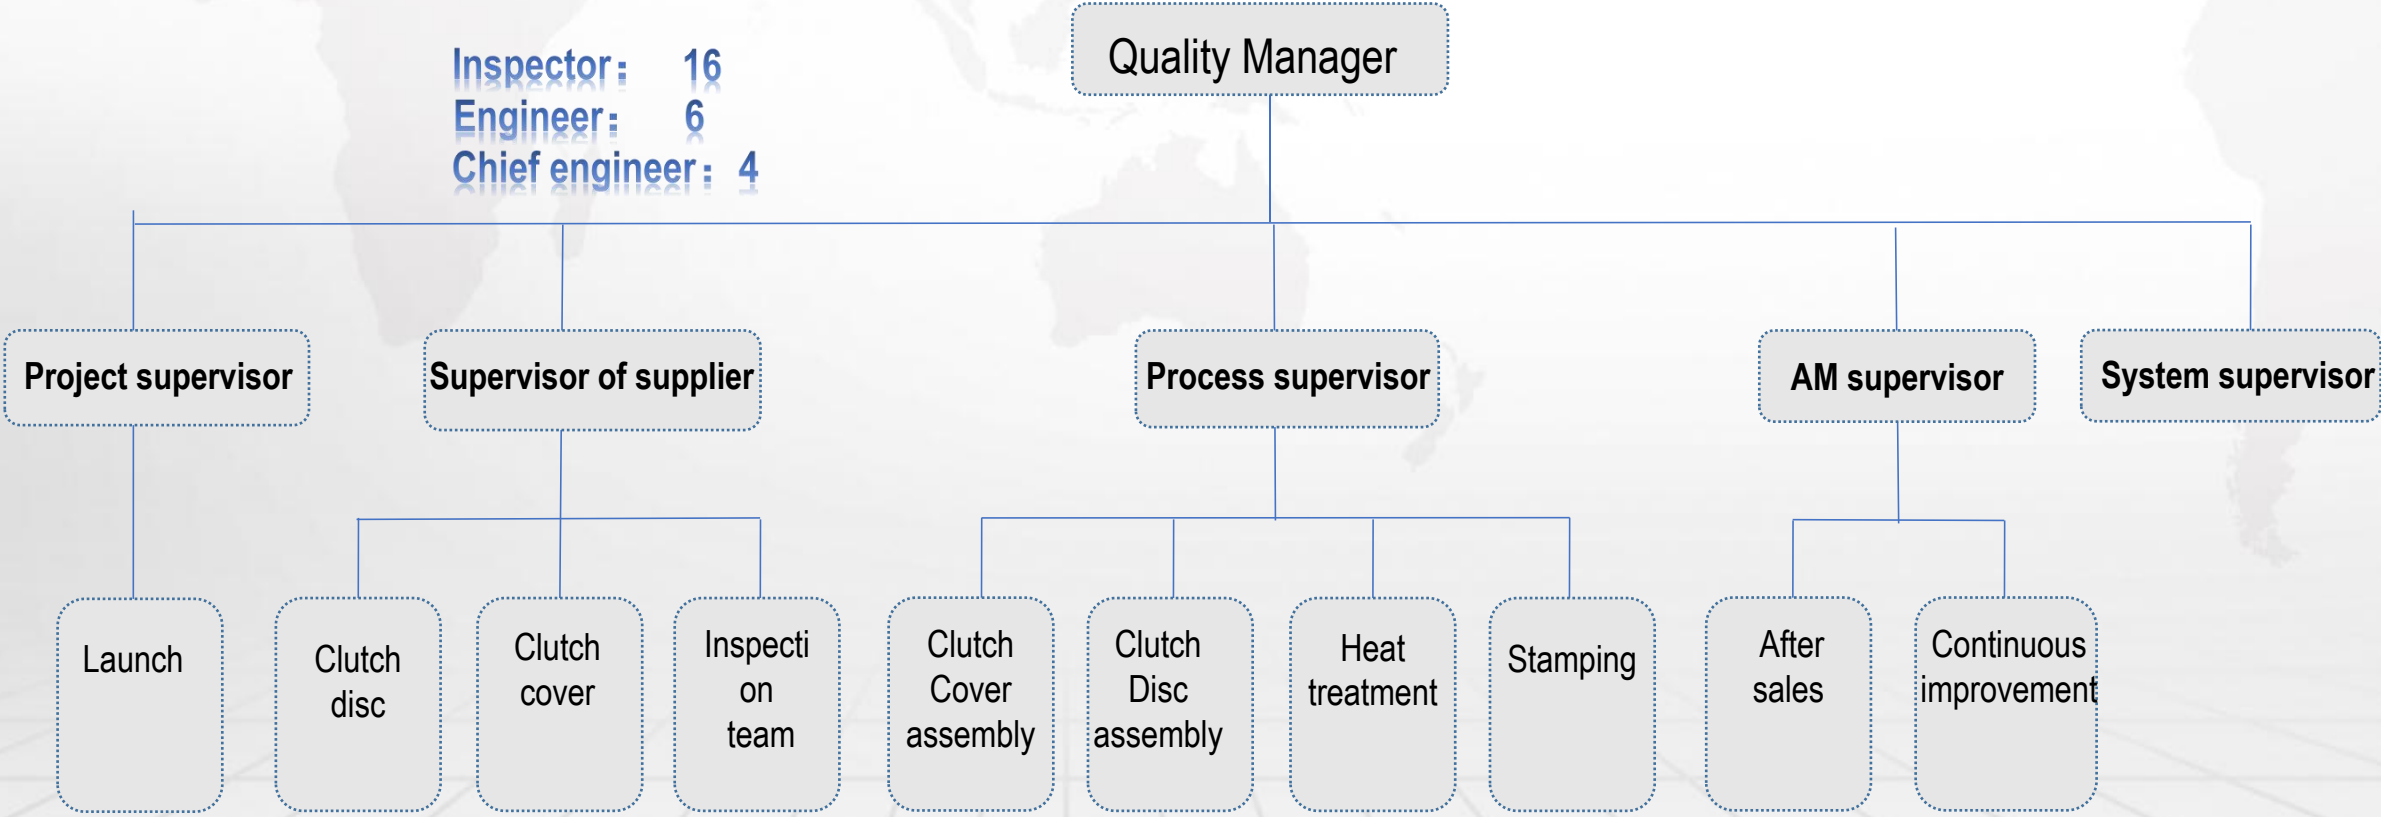 Quality Manager
Inspector： 16
Engineer： 6
Chief engineer：4
Project supervisor
Supervisor of supplier
Process supervisor
AM supervisor
System supervisor
Launch
Clutch
disc
Clutch
cover
Inspecti
on
team
Clutch
Cover
assembly
Clutch
Disc
assembly
Heat
treatment
Stamping
After
sales
Continuous
improvement